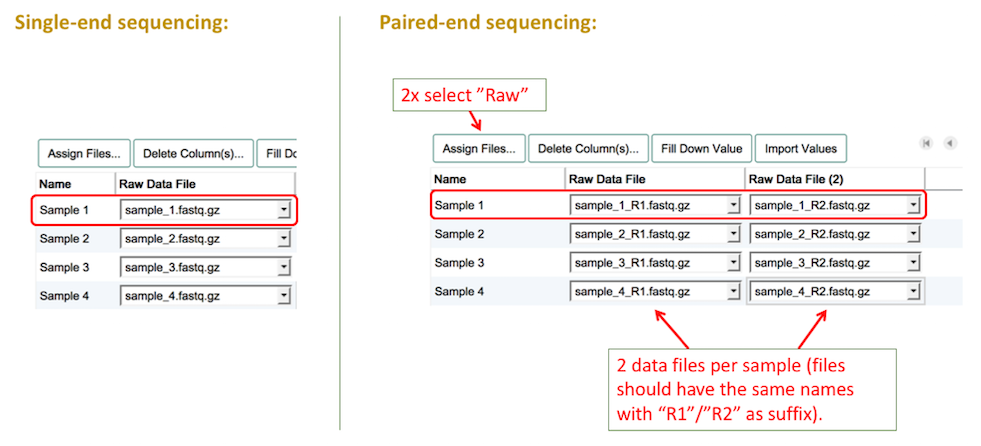 Single-end sequencing:
Assign Files... Delete Column(s)... Fill Do
Name Raw Data File
Sample 1 sample_1.fastq.gz
Sample 2 sample_2.fastq.gz
Sample 3 sample_3.fastq.gz
Sample 4 sample_4.fastq.gz
Paired-end sequencing:
2x select ”Raw”
Assign Files... Delete Column(s)... Fill Down Value Import Values
Name Raw Data File Raw Data File (2)
Sample 1 sample_1_R1.fastq.gz sample_1_R2.fastq.gz
Sample 2 sample_2_R1.fastq.gz sample_2_R2.fastq.gz
Sample 3 sample_3_R1.fastq.gz sample_3_R2.fastq.gz
Sample 4 sample_4_R1.fastq.gz sample_4_R2.fastq.gz
2 data files per sample (files
should have the same names
with “R1”/”R2” as suffix).